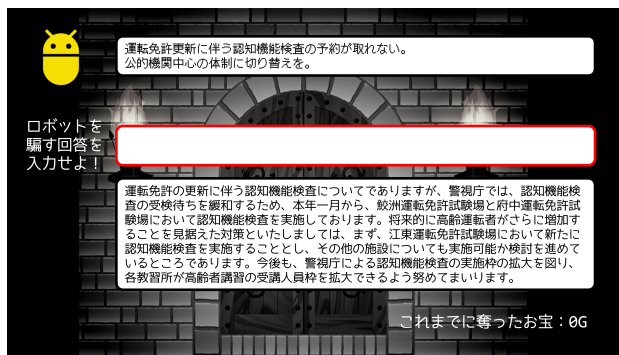 運転免許更新に伴う認知機能検査の予約が取れない。
公的機関中心の体制に切り替えを。
ロボットを
騙す回答を
入力せよ！
運転免許の更新に伴う認知機能検査についてでありますが、警視庁では、認知機能検
査の受検待ちを緩和するため、本年一月から、鮫洲運転免許試験場と府中運転免許試
験場において認知機能検査を実施しております。将来的に高齢運転者がさらに増加す
ることを見据えた対策といたしましては、まず、江東運転免許試験場において新たに
認知機能検査を実施することとし、その他の施設についても実施可能か検討を進めて
いるところであります。今後も、警視庁による認知機能検査の実施枠の拡大を図り、
各教習所が高齢者講習の受講人員枠を拡大できるよう努めてまいります。
これまでに奪ったお宝：0G